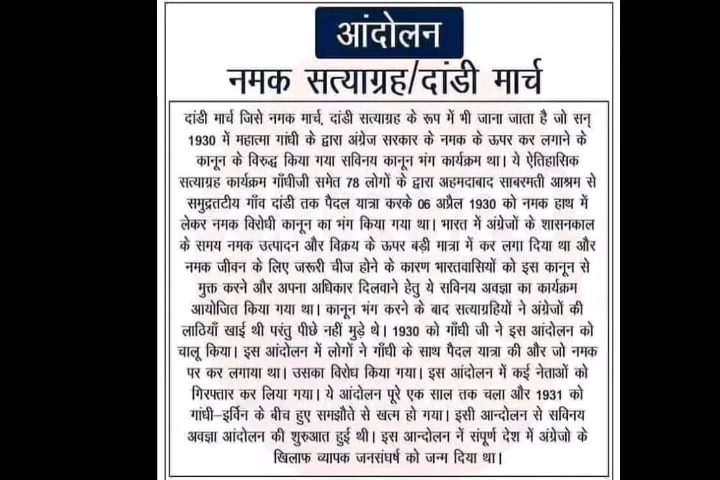 आंदोलन
नमक सत्याग्रह/दांडी मार्च
दांडी मार्च जिसे नमक मार्च, दांडी सत्याग्रह के रूप में भी जाना जाता है जो सन्
1930 में महात्मा गांधी के द्वारा अंग्रेज सरकार के नमक के ऊपर कर लगाने के
कानून के विरुद्ध किया गया सविनय कानून भंग कार्यक्रम था। ये ऐतिहासिक
सत्याग्रह कार्यक्रम गाँधीजी समेत 78 लोगों के द्वारा अहमदाबाद साबरमती आश्रम से
समुद्रतटीय गाँव दांडी तक पैदल यात्रा करके 06 अप्रैल 1930 को नमक हाथ में
लेकर नमक विरोधी कानून का भंग किया गया था। भारत में अंग्रेजों के शासनकाल
के समय नमक उत्पादन और विक्रय के ऊपर बड़ी मात्रा में कर लगा दिया था और
नमक जीवन के लिए जरूरी चीज होने के कारण भारतवासियों को इस कानून से
मुक्त करने और अपना अधिकार दिलवाने हेतु ये सविनय अवज्ञा का कार्यक्रम
आयोजित किया गया था। कानून भंग करने के बाद सत्याग्रहियों ने अंग्रेजों की
लाठियाँ खाई थी परंतु पीछे नहीं मुड़े थे। 1930 को गाँधी जी ने इस आंदोलन को
चालू किया। इस आंदोलन में लोगों ने गाँधी के साथ पैदल यात्रा की और जो नमक
पर कर लगाया था। उसका विरोध किया गया। इस आंदोलन में कई नेताओं को
गिरफ्तार कर लिया गया। ये आंदोलन पूरे एक साल तक चला और 1931 को
गांधी–इर्विन के बीच हुए समझौते से खत्म हो गया। इसी आन्दोलन से सविनय
अवज्ञा आंदोलन की शुरुआत हुई थी। इस आन्दोलन नें संपूर्ण देश में अंग्रेजो के
खिलाफ व्यापक जनसंघर्ष को जन्म दिया था।